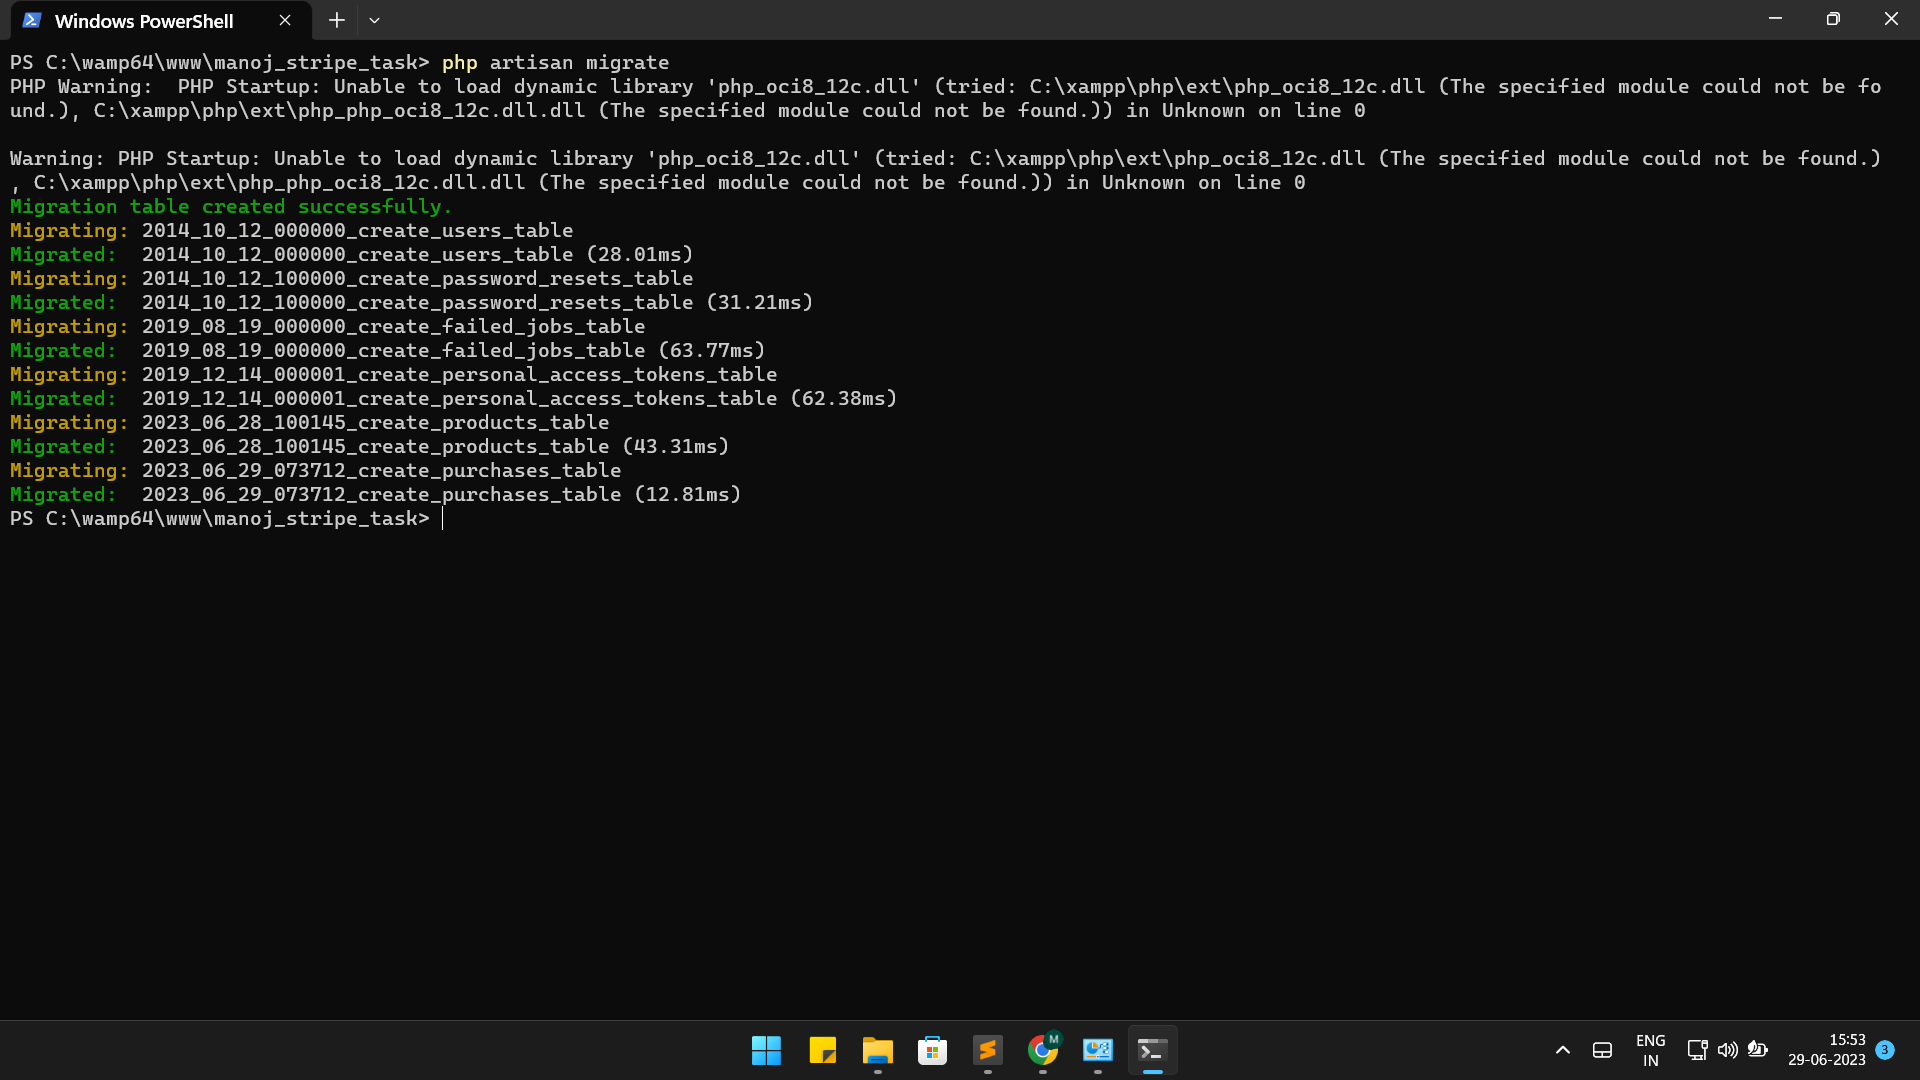 Windows PowerShell
PS C:\wamp64\www\manoj_stripe_task> php artisan migrate
PHP Warning:  PHP Startup: Unable to load dynamic library 'php_oci8_12c.dll' (tried: C:\xampp\php\ext\php_oci8_12c.dll (The specified module could not be fo
und.), C:\xampp\php\ext\php_php_oci8_12c.dll.dll (The specified module could not be found.)) in Unknown on line 0
Warning: PHP Startup: Unable to load dynamic library 'php_oci8_12c.dll' (tried: C:\xampp\php\ext\php_oci8_12c.dll (The specified module could not be found.)
, C:\xampp\php\ext\php_php_oci8_12c.dll.dll (The specified module could not be found.)) in Unknown on line 0
Migration table created successfully.
Migrating: 2014_10_12_000000_create_users_table
Migrated:  2014_10_12_000000_create_users_table (28.01ms)
Migrating: 2014_10_12_100000_create_password_resets_table
Migrated:  2014_10_12_100000_create_password_resets_table (31.21ms)
Migrating: 2019_08_19_000000_create_failed_jobs_table
Migrated:  2019_08_19_000000_create_failed_jobs_table (63.77ms)
Migrating: 2019_12_14_000001_create_personal_access_tokens_table
Migrated:  2019_12_14_000001_create_personal_access_tokens_table (62.38ms)
Migrating: 2023_06_28_100145_create_products_table
Migrated:  2023_06_28_100145_create_products_table (43.31ms)
Migrating: 2023_06_29_073712_create_purchases_table
Migrated:  2023_06_29_073712_create_purchases_table (12.81ms)
PS C:\wamp64\www\manoj_stripe_task>
M
ENG
IN
15:53
29-06-2023
3